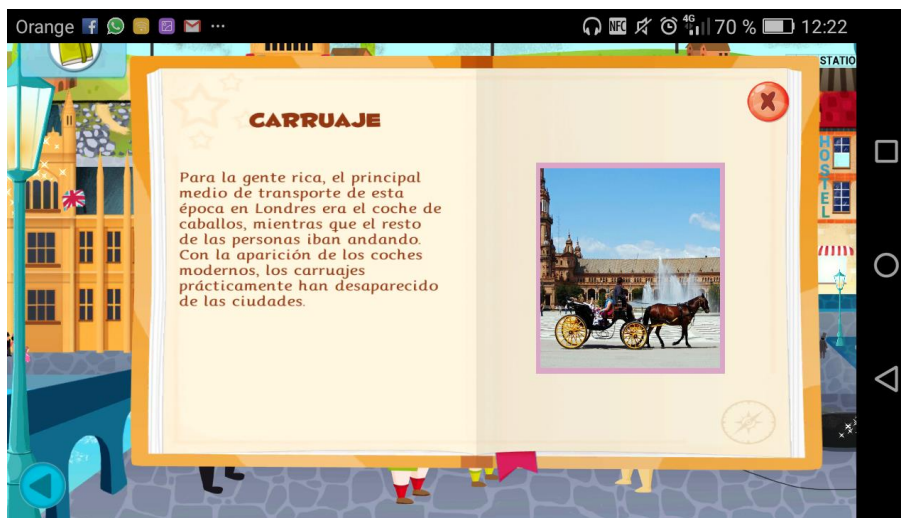 Orange
NFC
4G
70 %
12:22
STATIO
HOSTEL
CARRUAJE
Para la gente rica, el principal
medio de transporte de esta
época en Londres era el coche de
caballos, mientras que el resto
de las personas iban andando.
Con la aparición de los coches
modernos, los carruajes
prácticamente han desaparecido
de las ciudades.